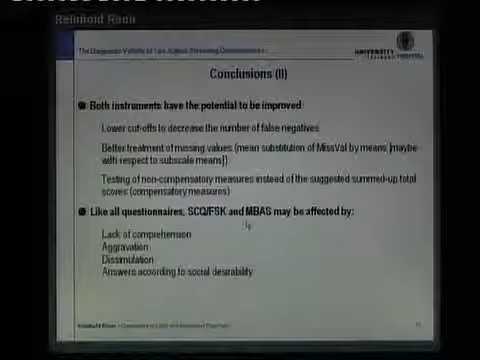 The Diagnostic Validity of Two Autism Screening Questionnaires
UNIVERSITY
HOSPITAL
Conclusions (II)
Both instruments have the potential to be improved
Lower cut-offs to decrease the number of false negatives
Better treatment of missing values (mean substitution of MissVal by means [maybe
with respect to subscale means])
Testing of non-compensatory measures instead of the suggested summed-up total
scores (compensatory measures)
Like all questionnaires, SCQ/FSK and MBAS may be affected by:
Lack of comprehension
Aggravation
Dissimulation
Answers according to social desirability